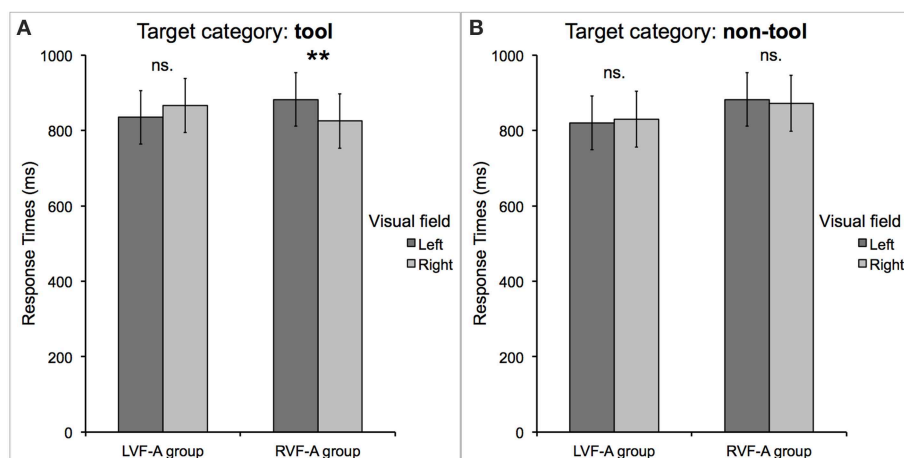 A
Target category: tool
1000
800
600
400
200
0
Response Times (ms)
ns.
**
Visual field
Left
Right
LVF-A group
RVF-A group
B
Target category: non-tool
1000
800
600
400
200
0
Response Times (ms)
ns.
ns.
Visual field
Left
Right
LVF-A group
RVF-A group